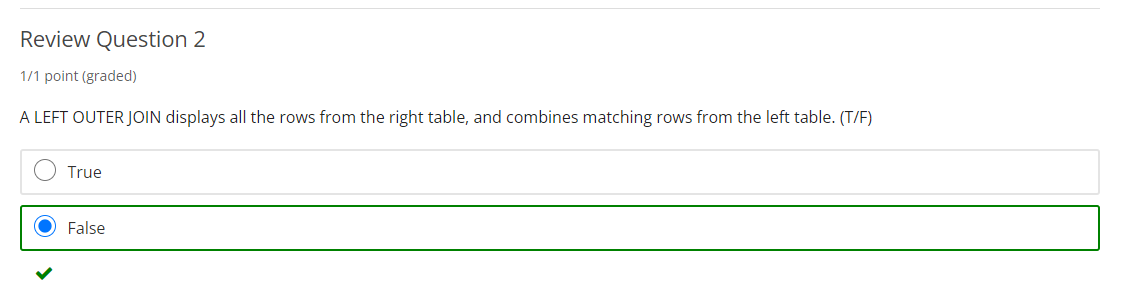 Review Question 2
1/1 point (graded)
A LEFT OUTER JOIN displays all the rows from the right table, and combines matching rows from the left table. (T/F)
True
False